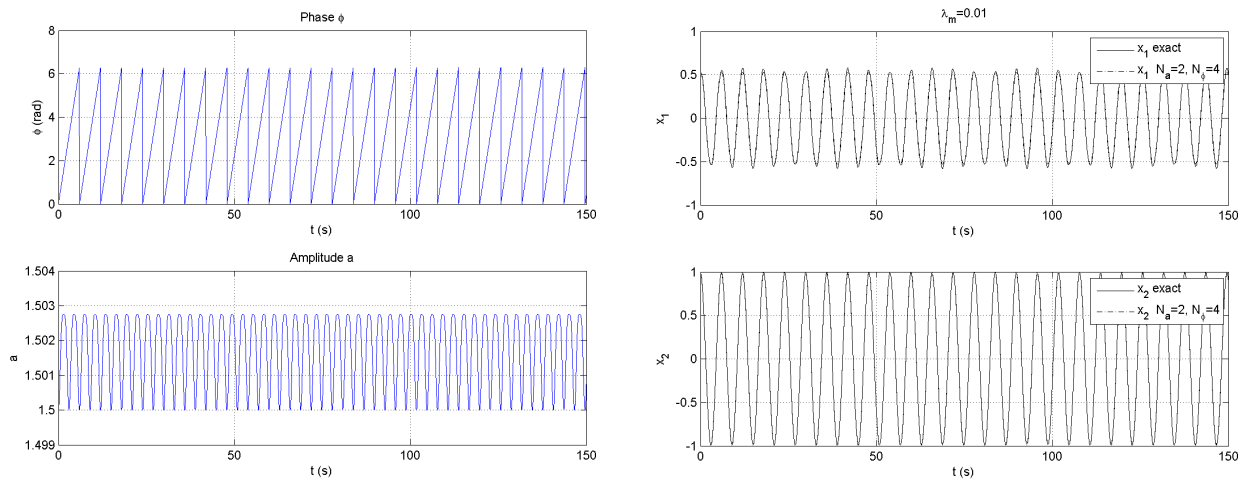 Phase ϕ
8
6
4
2
0
ϕ (rad)
0 50 100 150
t (s)
λm=0.01
1
0.5
0
-0.5
-1
x1
x1 exact
x1 Na=2, Nϕ=4
0 50 100 150
t (s)
Amplitude a
1.504
1.503
1.502
1.501
1.5
1.499
a
0 50 100 150
t (s)
1
0.5
0
-0.5
-1
x2
x2 exact
x2 Na=2, Nϕ=4
0 50 100 150
t (s)